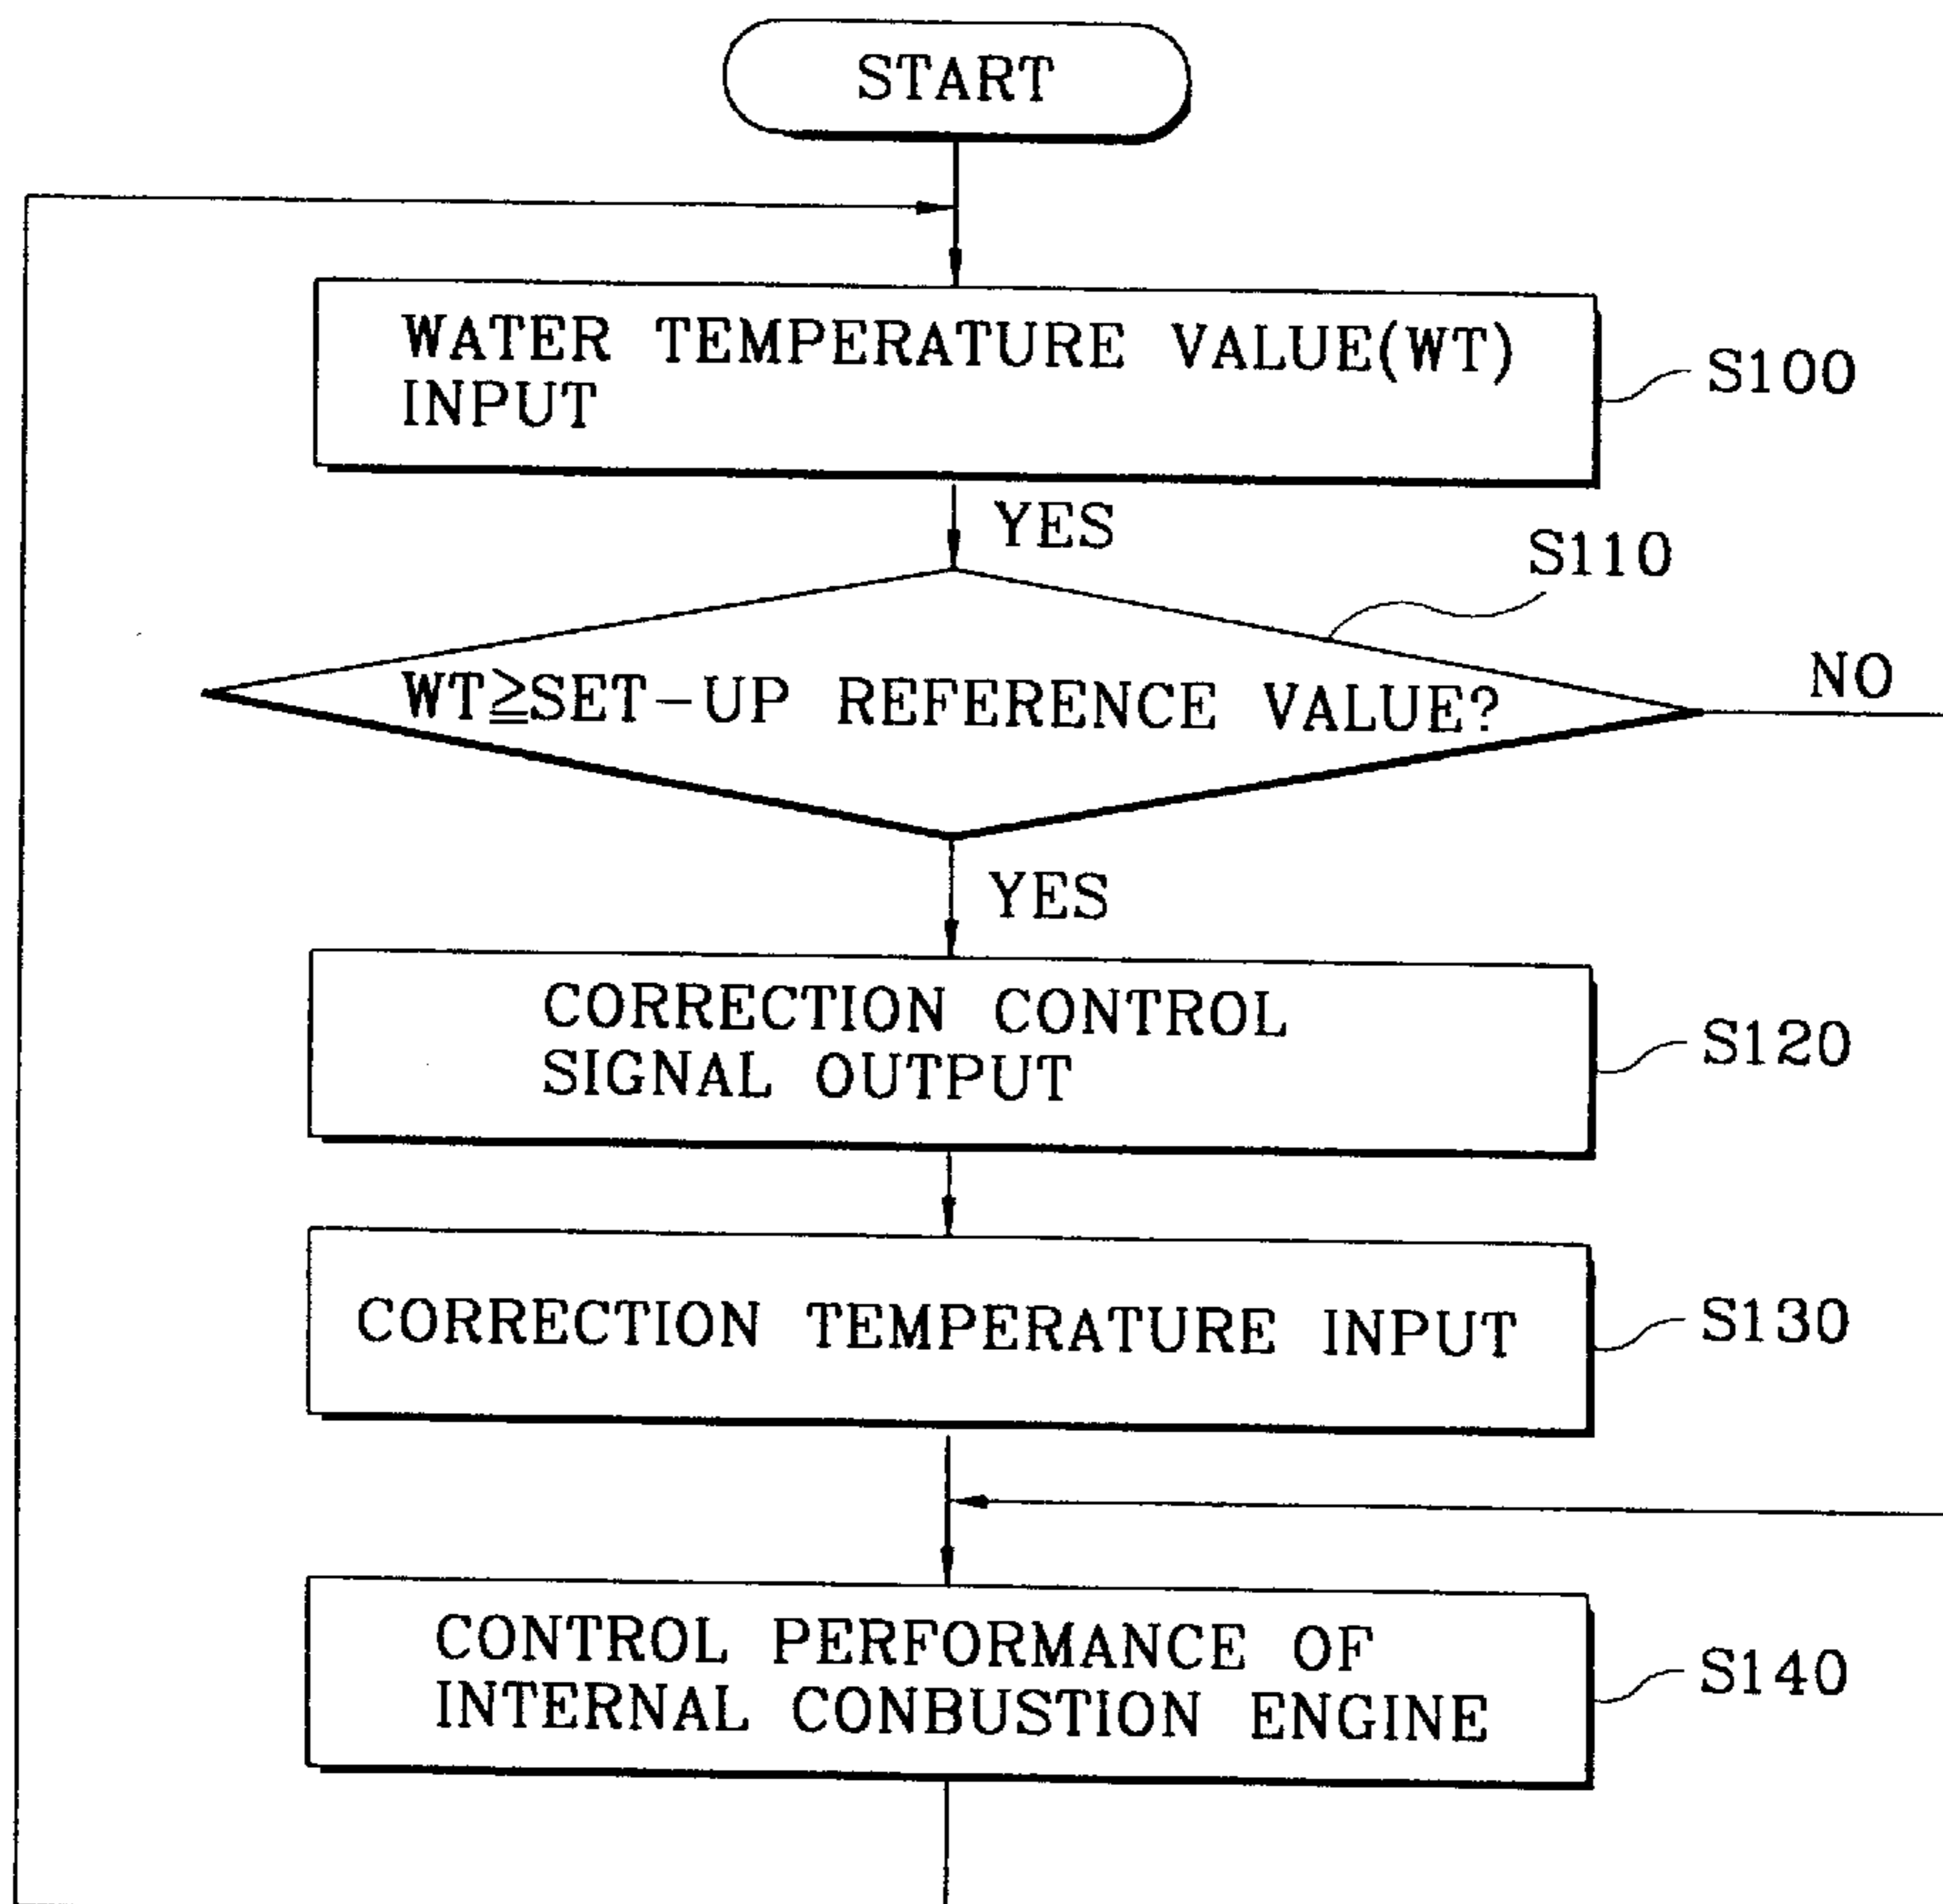 START
WATER TEMPERATURE VALUE(WT)
INPUT
S100
YES
S110
WT≧SET-UP REFERENCE VALUE?
NO
YES
CORRECTION CONTROL
SIGNAL OUTPUT
S120
CORRECTION TEMPERATURE INPUT
S130
CONTROL PERFORMANCE OF
INTERNAL CONBUSTION ENGINE
S140